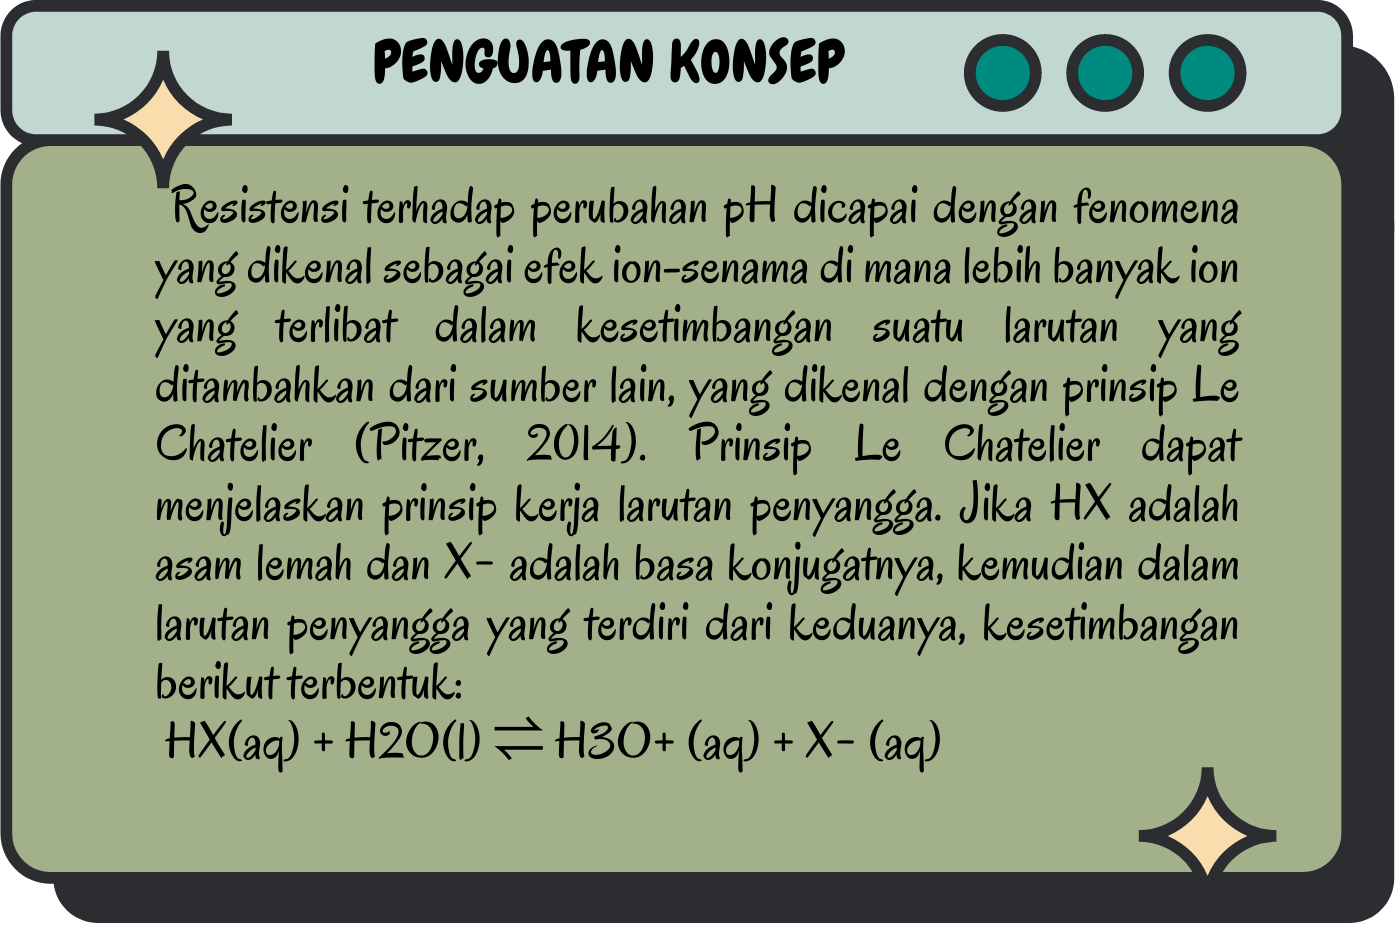 PENGUATAN KONSEP
Resistensi terhadap perubahan pH dicapai dengan fenomena
yang dikenal sebagai efek ion-senama di mana lebih banyak ion
yang terlibat dalam kesetimbangan suatu larutan yang
ditambahkan dari sumber lain, yang dikenal dengan prinsip Le
Chatelier (Pitzer, 2014). Prinsip Le Chatelier dapat
menjelaskan prinsip kerja larutan penyangga. Jika HX adalah
asam lemah dan X- adalah basa konjugatnya, kemudian dalam
larutan penyangga yang terdiri dari keduanya, kesetimbangan
berikut terbentuk:
HX(aq) + H2O(l) ⇌ H3O+ (aq) + X- (aq)